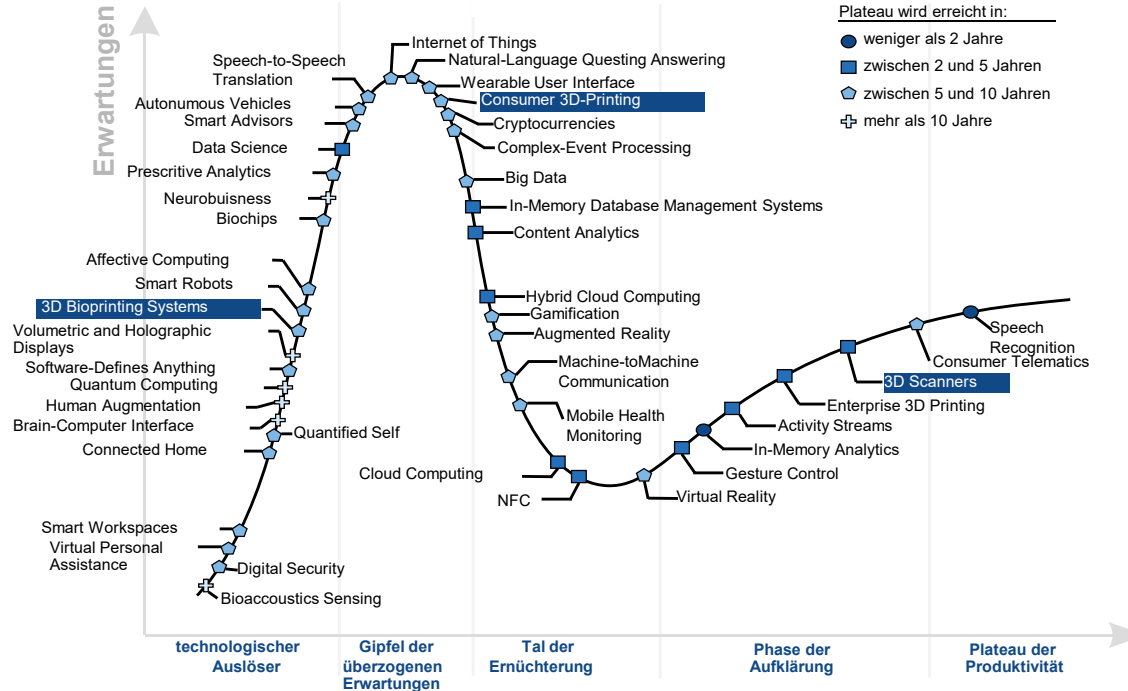 Erwartungen
Plateau wird erreicht in:
weniger als 2 Jahre
zwischen 2 und 5 Jahren
zwischen 5 und 10 Jahren
mehr als 10 Jahre
Internet of Things
Natural-Language Questing Answering
Speech-to-Speech
Translation
Wearable User Interface
Consumer 3D-Printing
Autonumous Vehicles
Smart Advisors
Cryptocurrencies
Data Science
Complex-Event Processing
Prescritive Analytics
Big Data
Neurobuisness
In-Memory Database Management Systems
Biochips
Content Analytics
Affective Computing
Smart Robots
Hybrid Cloud Computing
3D Bioprinting Systems
Gamification
Volumetric and Holographic
Displays
Augmented Reality
Software-Defines Anything
Machine-toMachine
Communication
Quantum Computing
Human Augmentation
Brain-Computer Interface
Mobile Health
Monitoring
Quantified Self
Connected Home
Cloud Computing
NFC
Speech
Recognition
Consumer Telematics
3D Scanners
Enterprise 3D Printing
Activity Streams
In-Memory Analytics
Gesture Control
Virtual Reality
Smart Workspaces
Virtual Personal
Assistance
Digital Security
Bioaccoustics Sensing
technologischer
Auslöser
Gipfel der
überzogenen
Erwartungen
Tal der
Ernüchterung
Phase der
Aufklärung
Plateau der
Produktivität